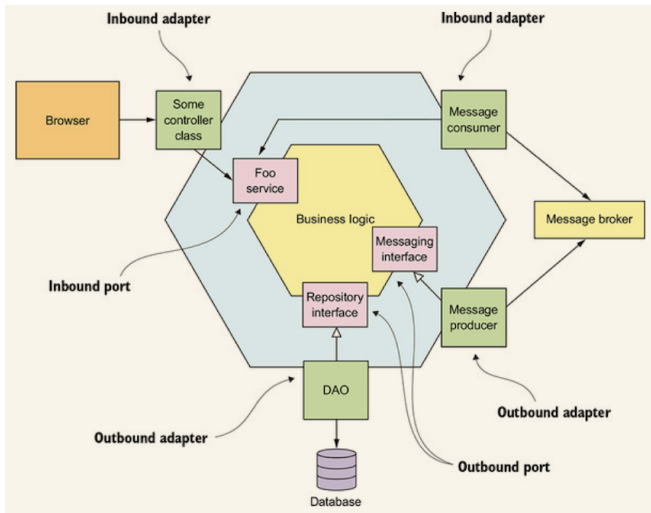 Inbound adapter
Inbound adapter
Browser
Some
controller
class
Message
consumer
Foo
service
Business logic
Message broker
Messaging
interface
Inbound port
Repository
interface
Message
producer
DAO
Outbound adapter
Outbound adapter
Outbound port
Database